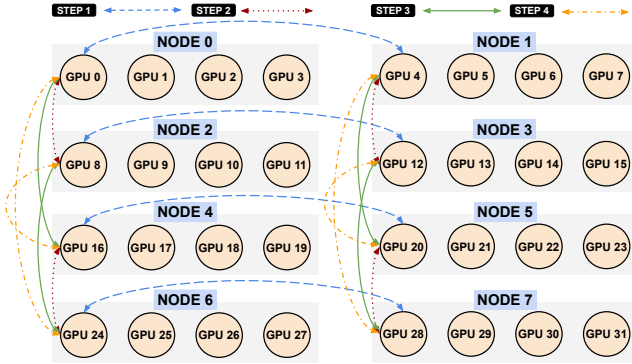 STEP 1 STEP 2 STEP 3 STEP 4
NODE 0 NODE 1
GPU 0 GPU 1 GPU 2 GPU 3 GPU 4 GPU 5 GPU 6 GPU 7
NODE 2 NODE 3
GPU 8 GPU 9 GPU 10 GPU 11 GPU 12 GPU 13 GPU 14 GPU 15
NODE 4 NODE 5
GPU 16 GPU 17 GPU 18 GPU 19 GPU 20 GPU 21 GPU 22 GPU 23
NODE 6 NODE 7
GPU 24 GPU 25 GPU 26 GPU 27 GPU 28 GPU 29 GPU 30 GPU 31